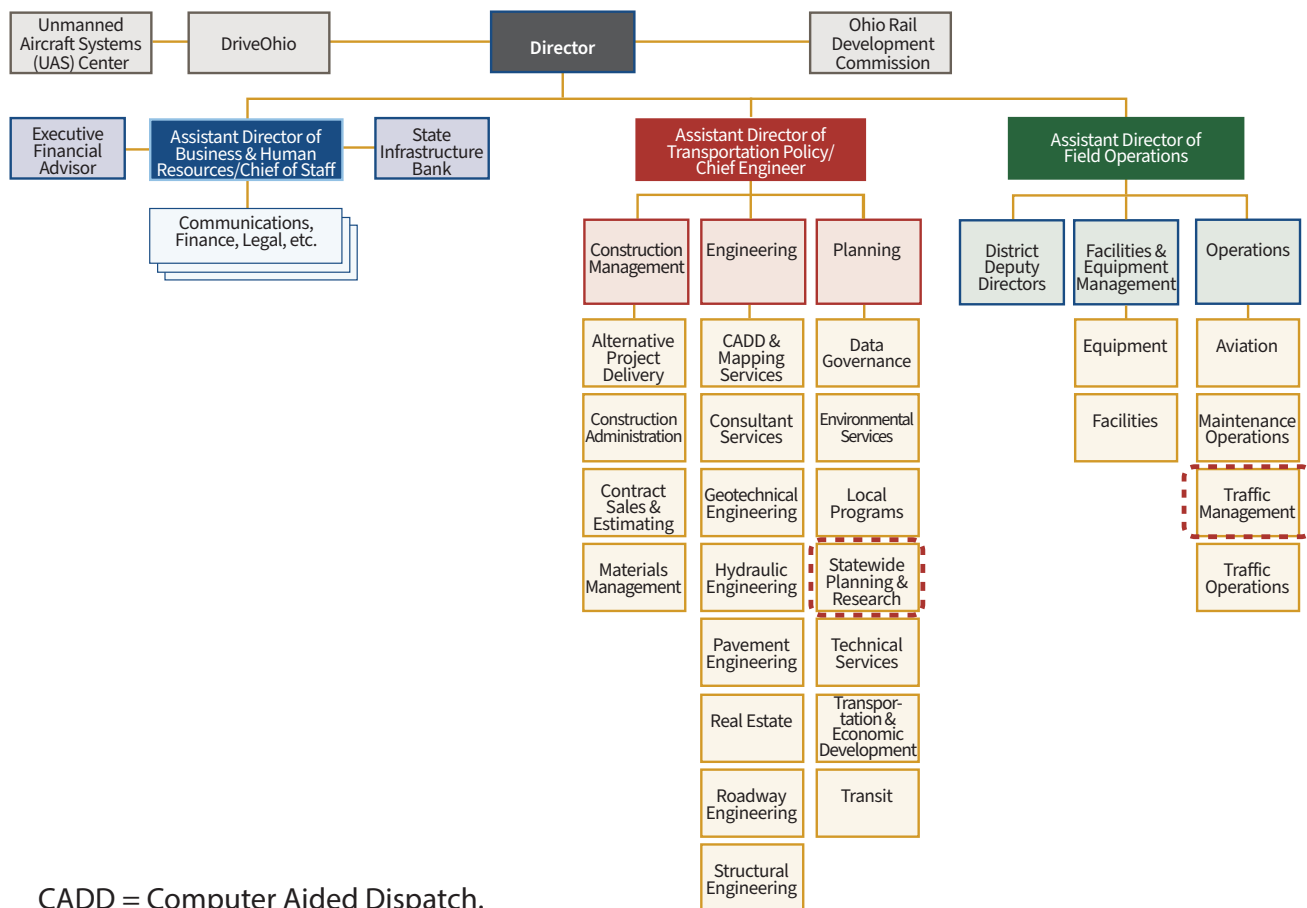 Unmanned
Aircraft Systems
(UAS) Center
DriveOhio
Director
Ohio Rail
Development
Commission
Executive
Financial
Advisor
Assistant Director of
Business & Human
Resources/Chief of Staff
State
Infrastructure
Bank
Assistant Director of
Transportation Policy/
Chief Engineer
Assistant Director of
Field Operations
Communications,
Finance, Legal, etc.
Construction
Management
Engineering
Planning
District
Deputy
Directors
Facilities &
Equipment
Management
Operations
Alternative
Project
Delivery
CADD &
Mapping
Services
Data
Governance
Equipment
Aviation
Construction
Administration
Consultant
Services
Environmental
Services
Facilities
Maintenance
Operations
Contract
Sales &
Estimating
Geotechnical
Engineering
Local
Programs
Traffic
Management
Materials
Management
Hydraulic
Engineering
Statewide
Planning &
Research
Traffic
Operations
Pavement
Engineering
Technical
Services
Real Estate
Transpor-
tation &
Economic
Development
Roadway
Engineering
Transit
Structural
Engineering
CADD = Computer Aided Dispatch.